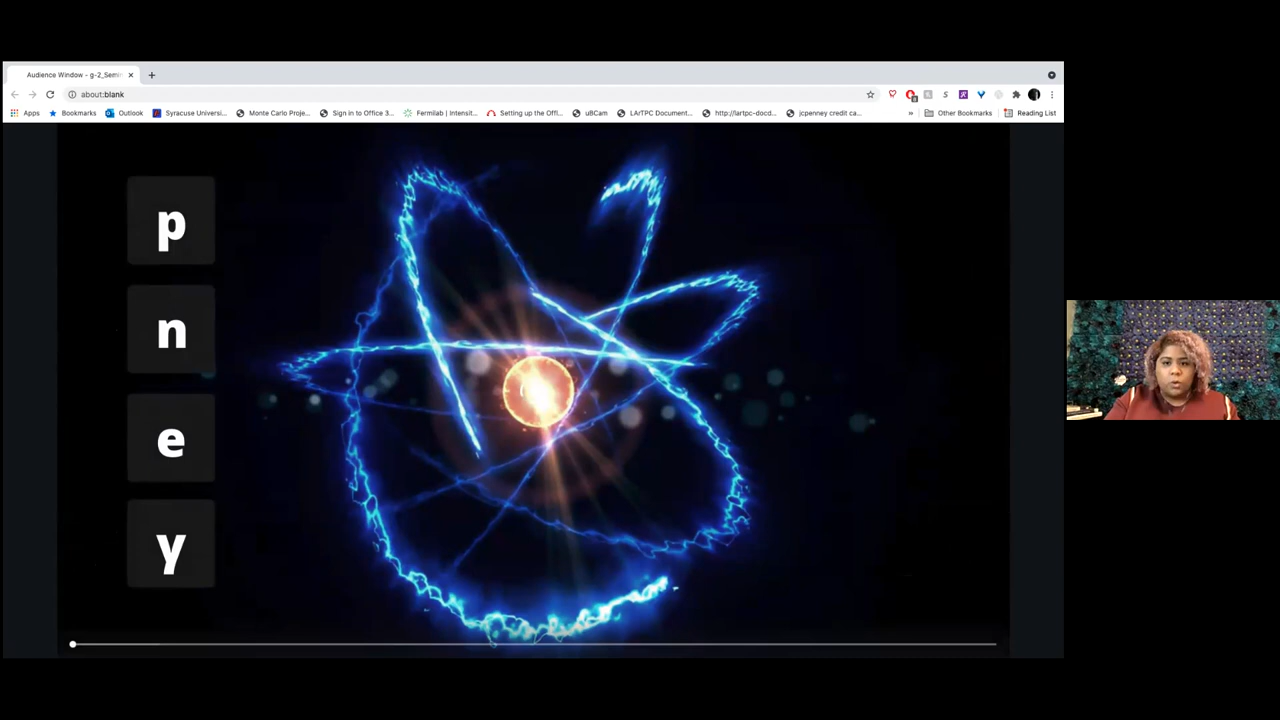 Audience Window - g-2_Semin
about:blank
Apps Bookmarks Outlook Syracuse Universi... Monte Carlo Proje... Sign in to Office 3... Fermilab | Intensit... Setting up the Offi... uBCam LArTPC Document... http://lartpc-docd... jcpenney credit ca... » Other Bookmarks Reading List
p
n
e
y